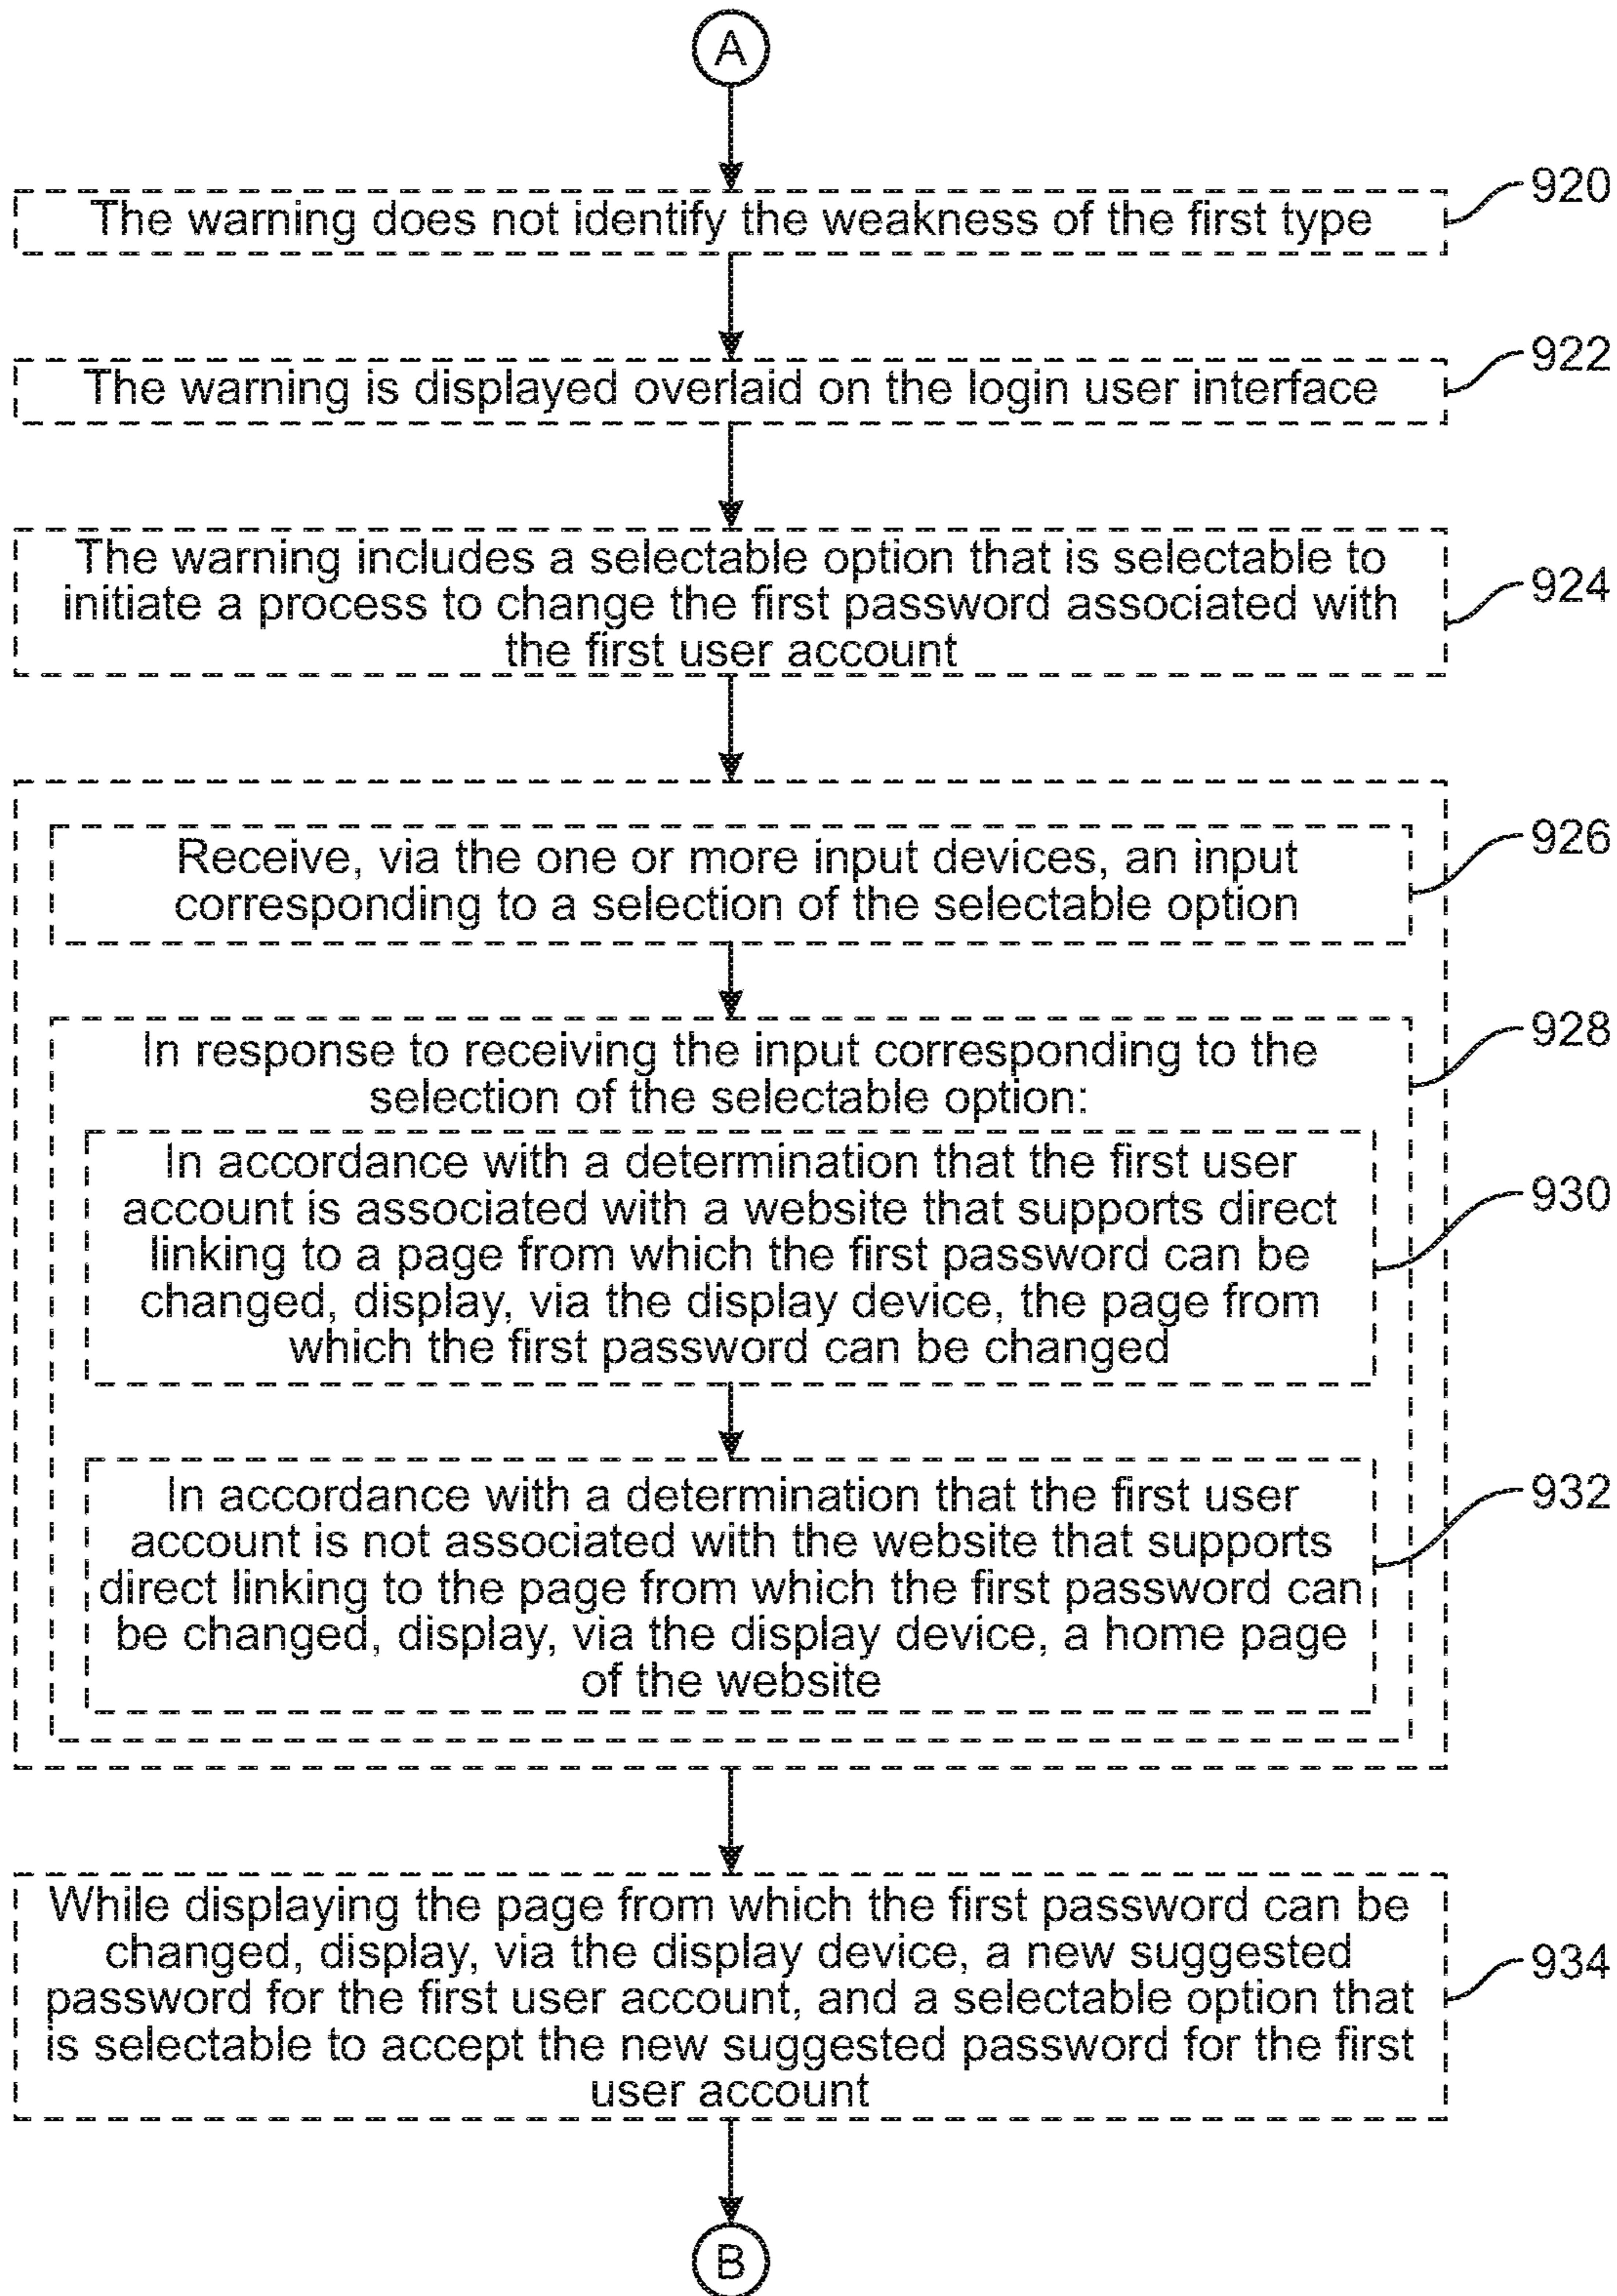 A
The warning does not identify the weakness of the first type
920
The warning is displayed overlaid on the login user interface
922
The warning includes a selectable option that is selectable to
initiate a process to change the first password associated with
the first user account
924
Receive, via the one or more input devices, an input
corresponding to a selection of the selectable option
926
In response to receiving the input corresponding to the
selection of the selectable option:
928
In accordance with a determination that the first user
account is associated with a website that supports direct
linking to a page from which the first password can be
changed, display, via the display device, the page from
which the first password can be changed
930
In accordance with a determination that the first user
account is not associated with the website that supports
direct linking to the page from which the first password can
be changed, display, via the display device, a home page
of the website
932
While displaying the page from which the first password can be
changed, display, via the display device, a new suggested
password for the first user account, and a selectable option that
is selectable to accept the new suggested password for the first
user account
934
B